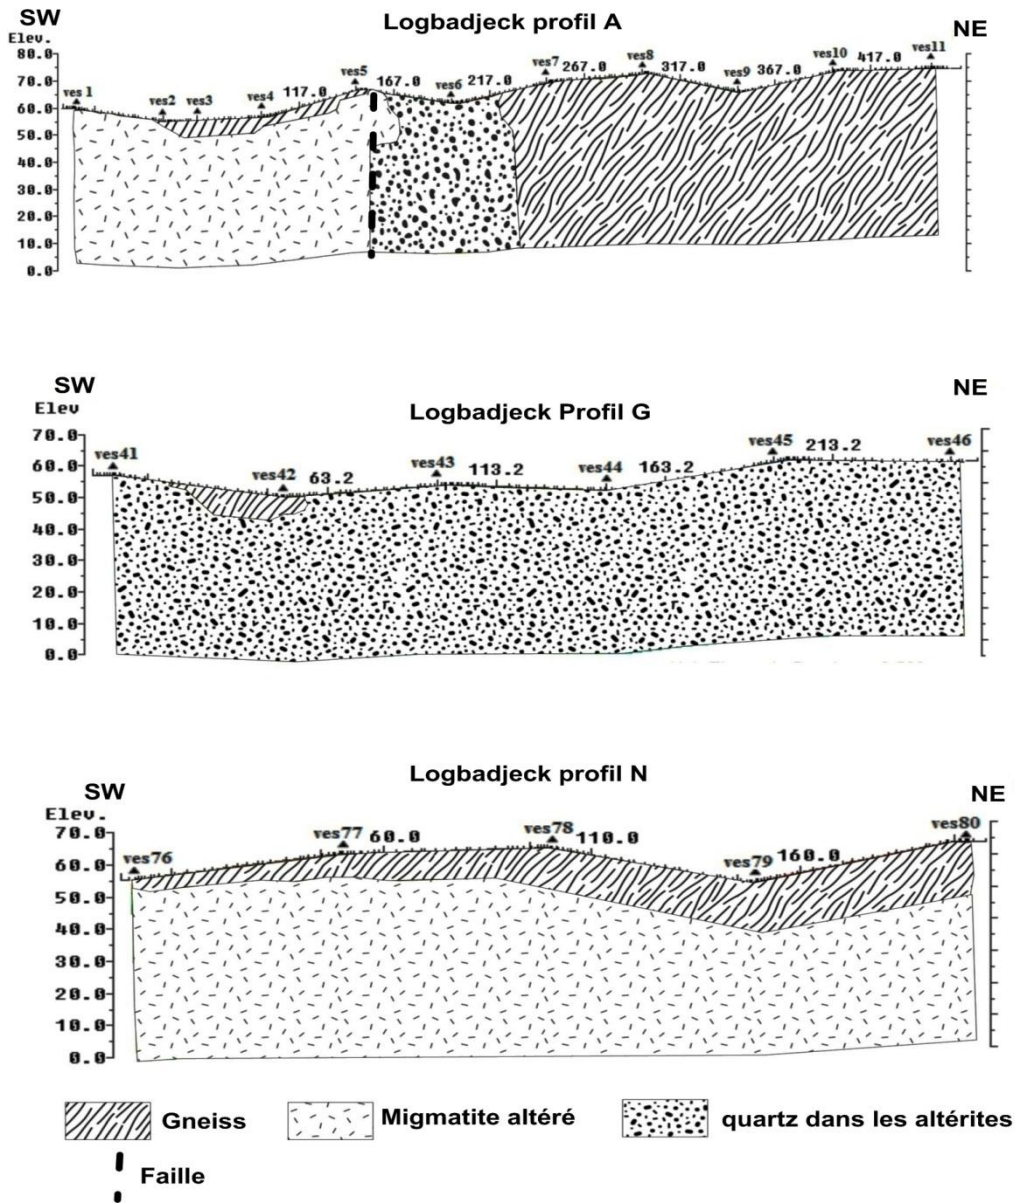 SW
Logbadjeck profil A
NE
Elev.
80.0
70.0
60.0
50.0
40.0
30.0
20.0
10.0
0.0
ves 1
ves2
ves3
ves4
117.0
ves5
167.0
ves6
217.0
ves7
267.0
ves8
317.0
ves9
367.0
ves10
417.0
ves11
SW
Logbadjeck Profil G
NE
Elev
70.0
60.0
50.0
40.0
30.0
20.0
10.0
0.0
ves41
ves42
63.2
ves43
113.2
ves44
163.2
ves45
213.2
ves46
Logbadjeck profil N
SW
NE
Elev.
70.0
60.0
50.0
40.0
30.0
20.0
10.0
0.0
ves76
ves77
60.0
ves78
110.0
ves79
160.0
ves80
Gneiss
Migmatite altéré
quartz dans les altérites
Faille